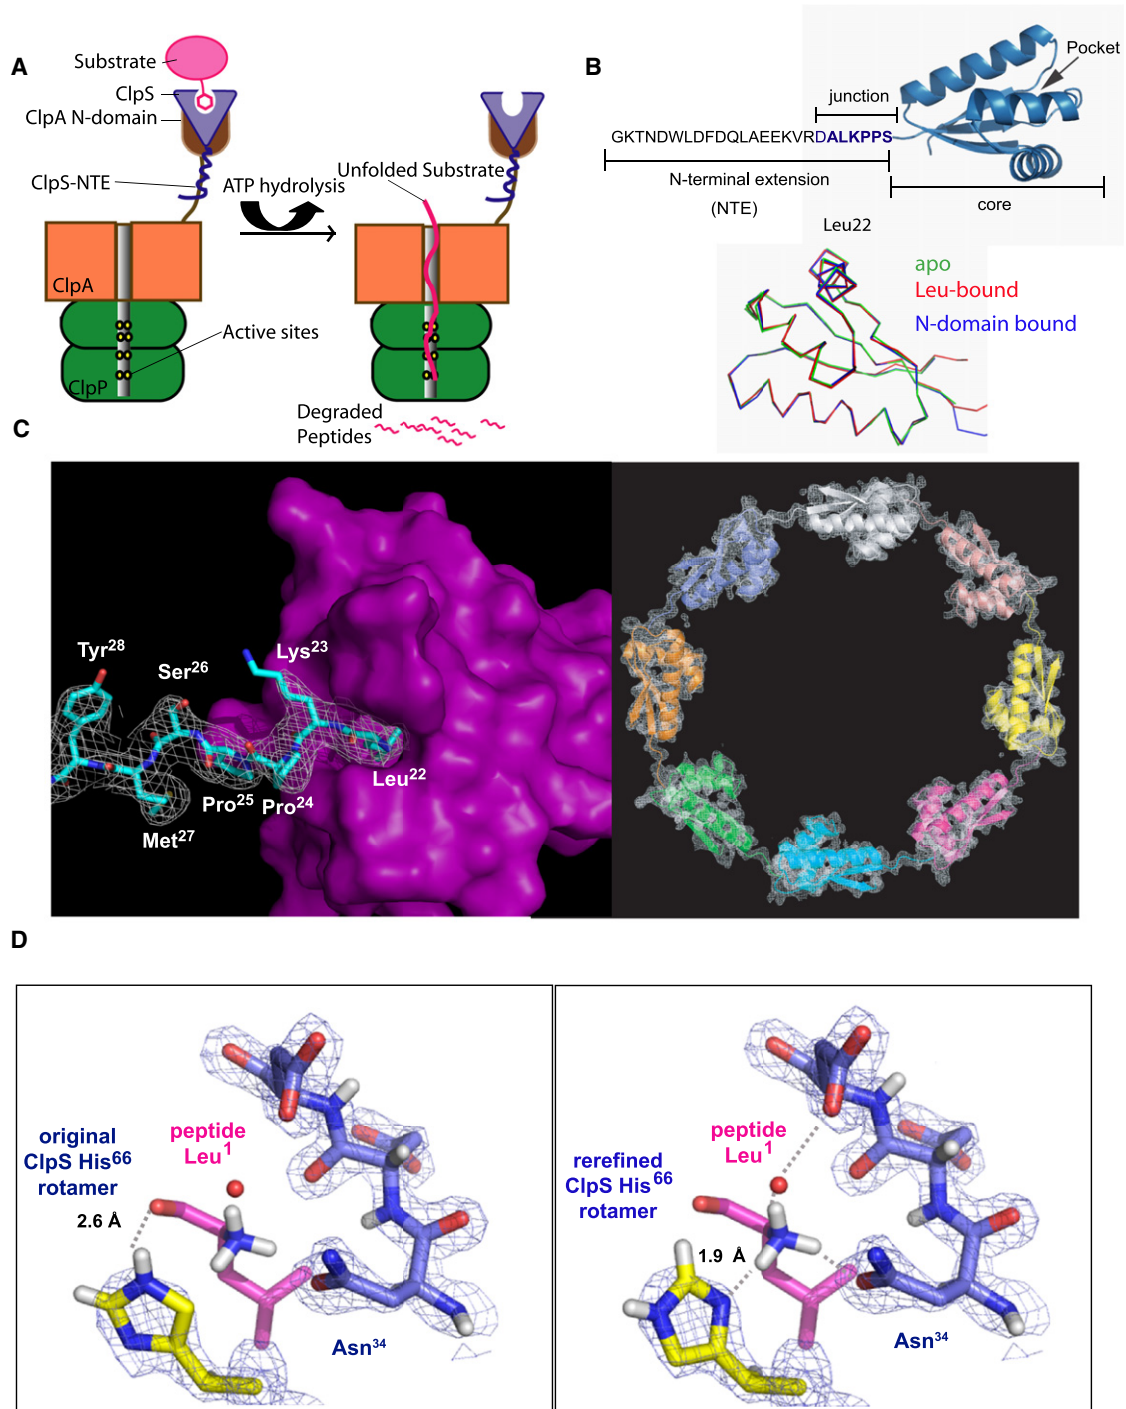 A
Substrate
ClpS
ClpA N-domain
ClpS-NTE
ATP hydrolysis
Unfolded Substrate
ClpA
Active sites
ClpP
Degraded
Peptides
B
Pocket
junction
GKTNDWLDFDQLAEEKVRDALKPPS
N-terminal extension
(NTE)
core
Leu22
apo
Leu-bound
N-domain bound
C
Tyr28
Ser26
Lys23
Leu22
Pro25
Pro24
Met27
D
original
ClpS His66
rotamer
peptide
Leu1
2.6 Å
Asn34
rerefined
ClpS His66
rotamer
peptide
Leu1
1.9 Å
Asn34